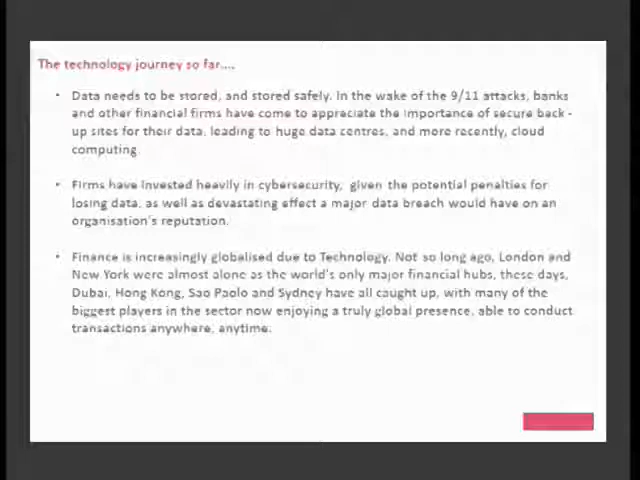 The technology journey so far....
• Data needs to be stored, and stored safely. In the wake of the 9/11 attacks, banks
and other financial firms have come to appreciate the importance of secure back -
up sites for their data, leading to huge data centres, and more recently, cloud
computing.
• Firms have invested heavily in cybersecurity, given the potential penalties for
losing data, as well as devastating effect a major data breach would have on an
organisation's reputation.
• Finance is increasingly globalised due to Technology. Not so long ago, London and
New York were almost alone as the world's only major financial hubs, these days,
Dubai, Hong Kong, Sao Paolo and Sydney have all caught up, with many of the
biggest players in the sector now enjoying a truly global presence, able to conduct
transactions anywhere, anytime.